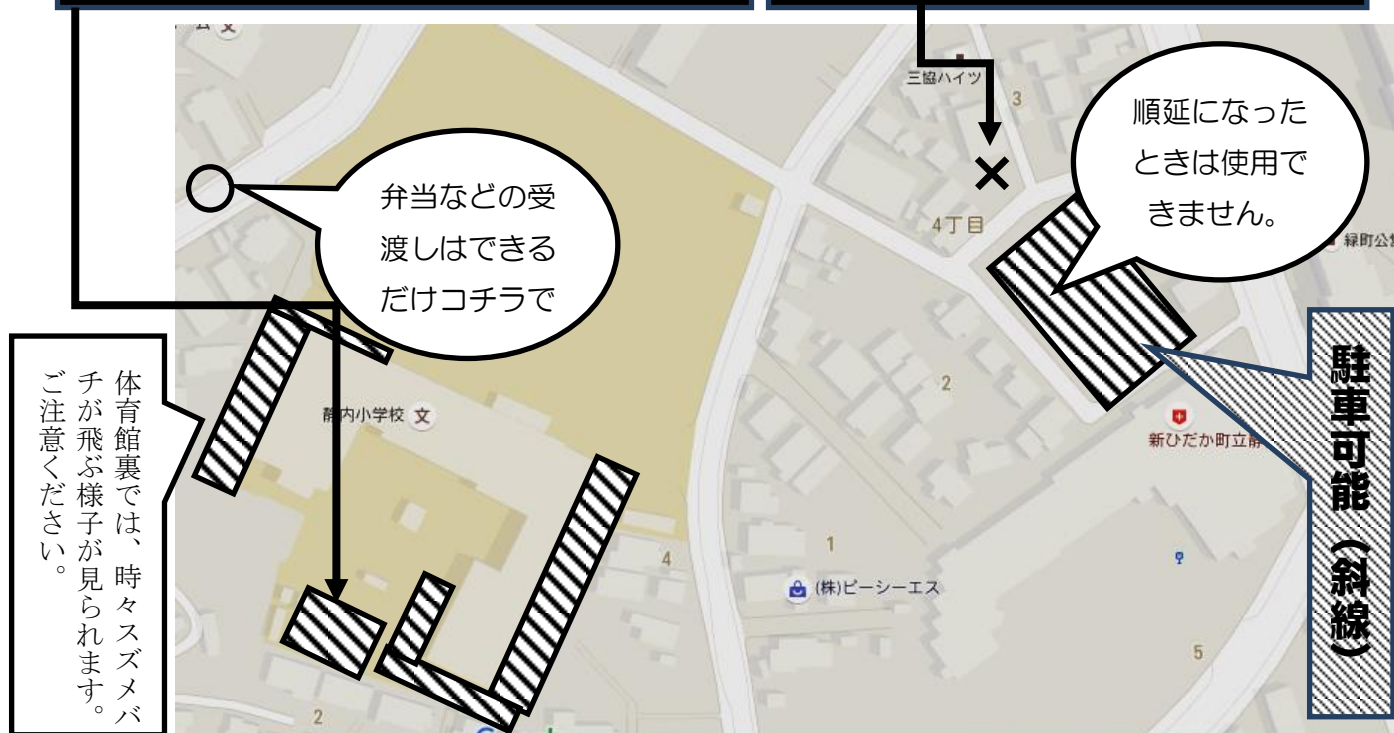 三協ハイツ
3
順延になった
ときは使用で
きません。
弁当などの受
渡しはできる
だけコチラで
4丁目
緑町公営
駐車可能（斜線）
体育館裏では、時々スズメバ
チが飛ぶ様子が見られます。
ご注意ください。
2
静内小学校
文
新ひだか町立静
4
1
(株)ピーシーエス
5
2